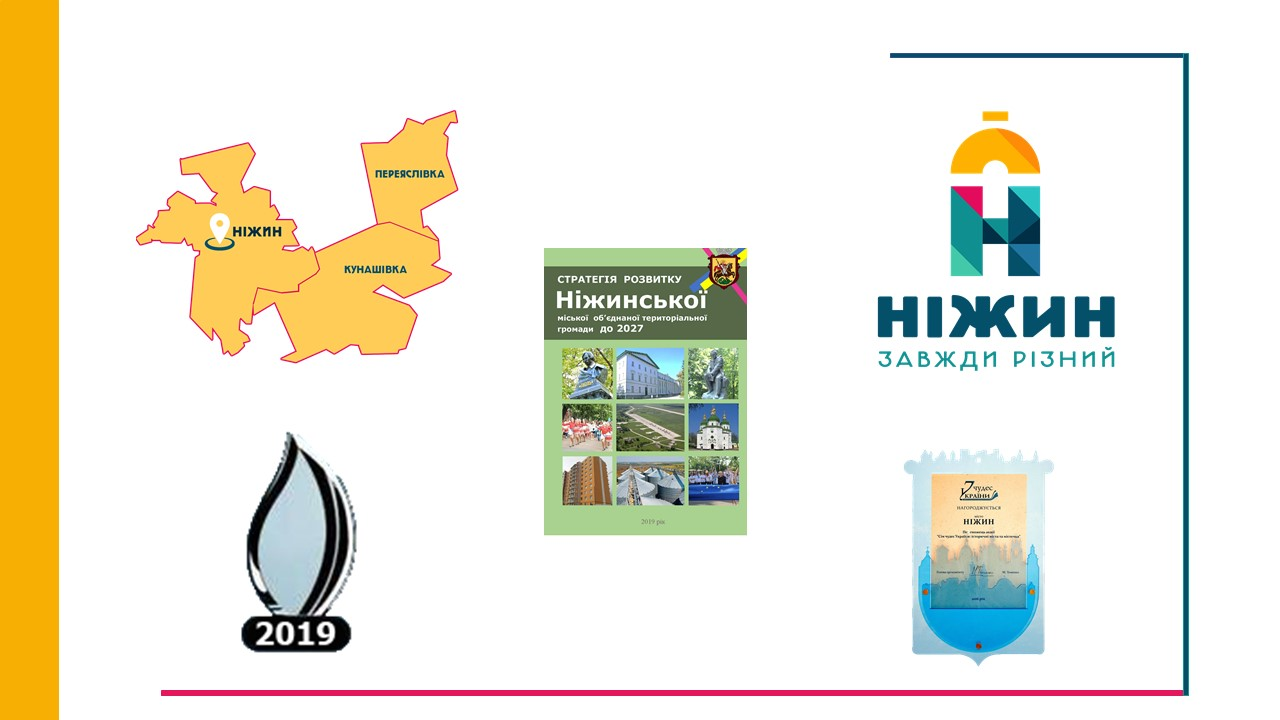 ПЕРЕЯСЛІВКА
НІЖИН
КУНАШІВКА
СТРАТЕГІЯ РОЗВИТКУ
Ніжинської
міської об'єднаної територіальної
громади до 2027
2019 рік
НІЖИН
ЗАВЖДИ РІЗНИЙ
2019
7 чудес
України
НАГОРОДЖУЄТЬСЯ
місто
НІЖИН